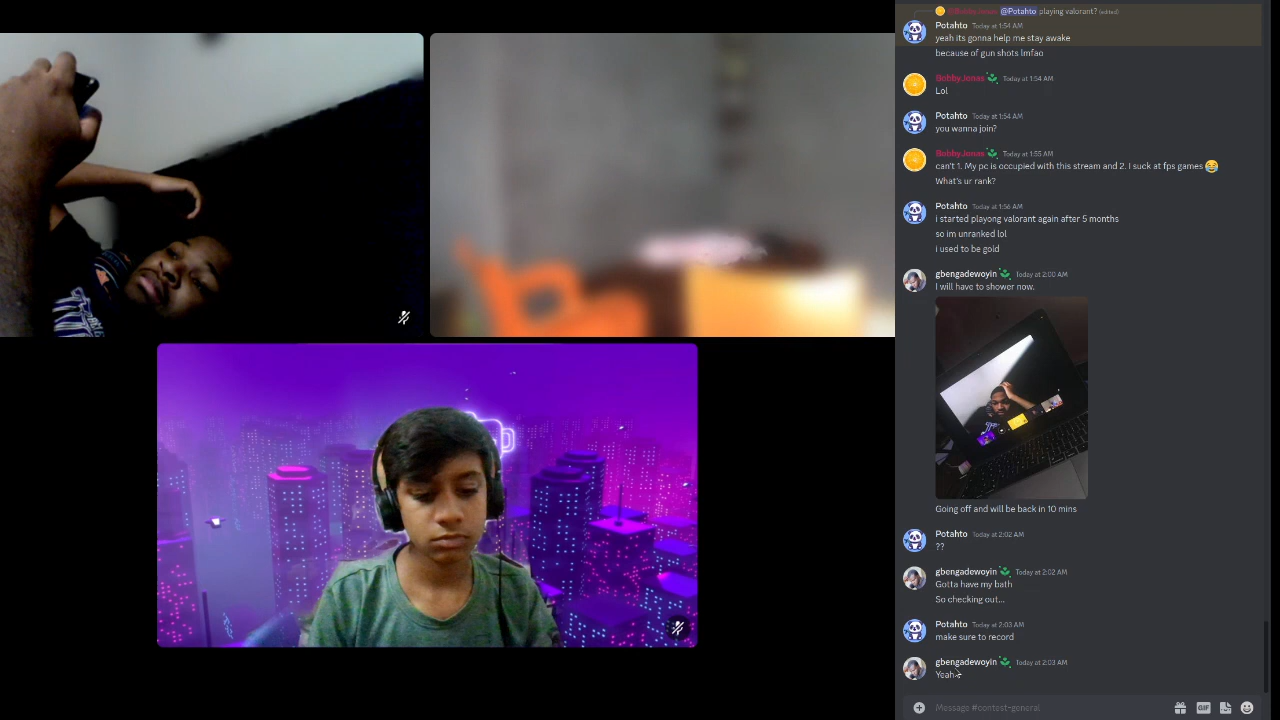 @BobbyJonas @Potahto playing valorant? (edited)
Potahto Today at 1:54 AM
yeah its gonna help me stay awake
because of gun shots lmfao
BobbyJonas Today at 1:54 AM
Lol
Potahto Today at 1:54 AM
you wanna join?
BobbyJonas Today at 1:55 AM
can't 1. My pc is occupied with this stream and 2. I suck at fps games 😂
What's ur rank?
Potahto Today at 1:56 AM
i started playong valorant again after 5 months
so im unranked lol
i used to be gold
gbengadewoyin Today at 2:00 AM
I will have to shower now.
Going off and will be back in 10 mins
Potahto Today at 2:02 AM
??
gbengadewoyin Today at 2:02 AM
Gotta have my bath
So checking out...
Potahto Today at 2:03 AM
make sure to record
gbengadewoyin Today at 2:03 AM
Yeah
Message #contest-general
GIF